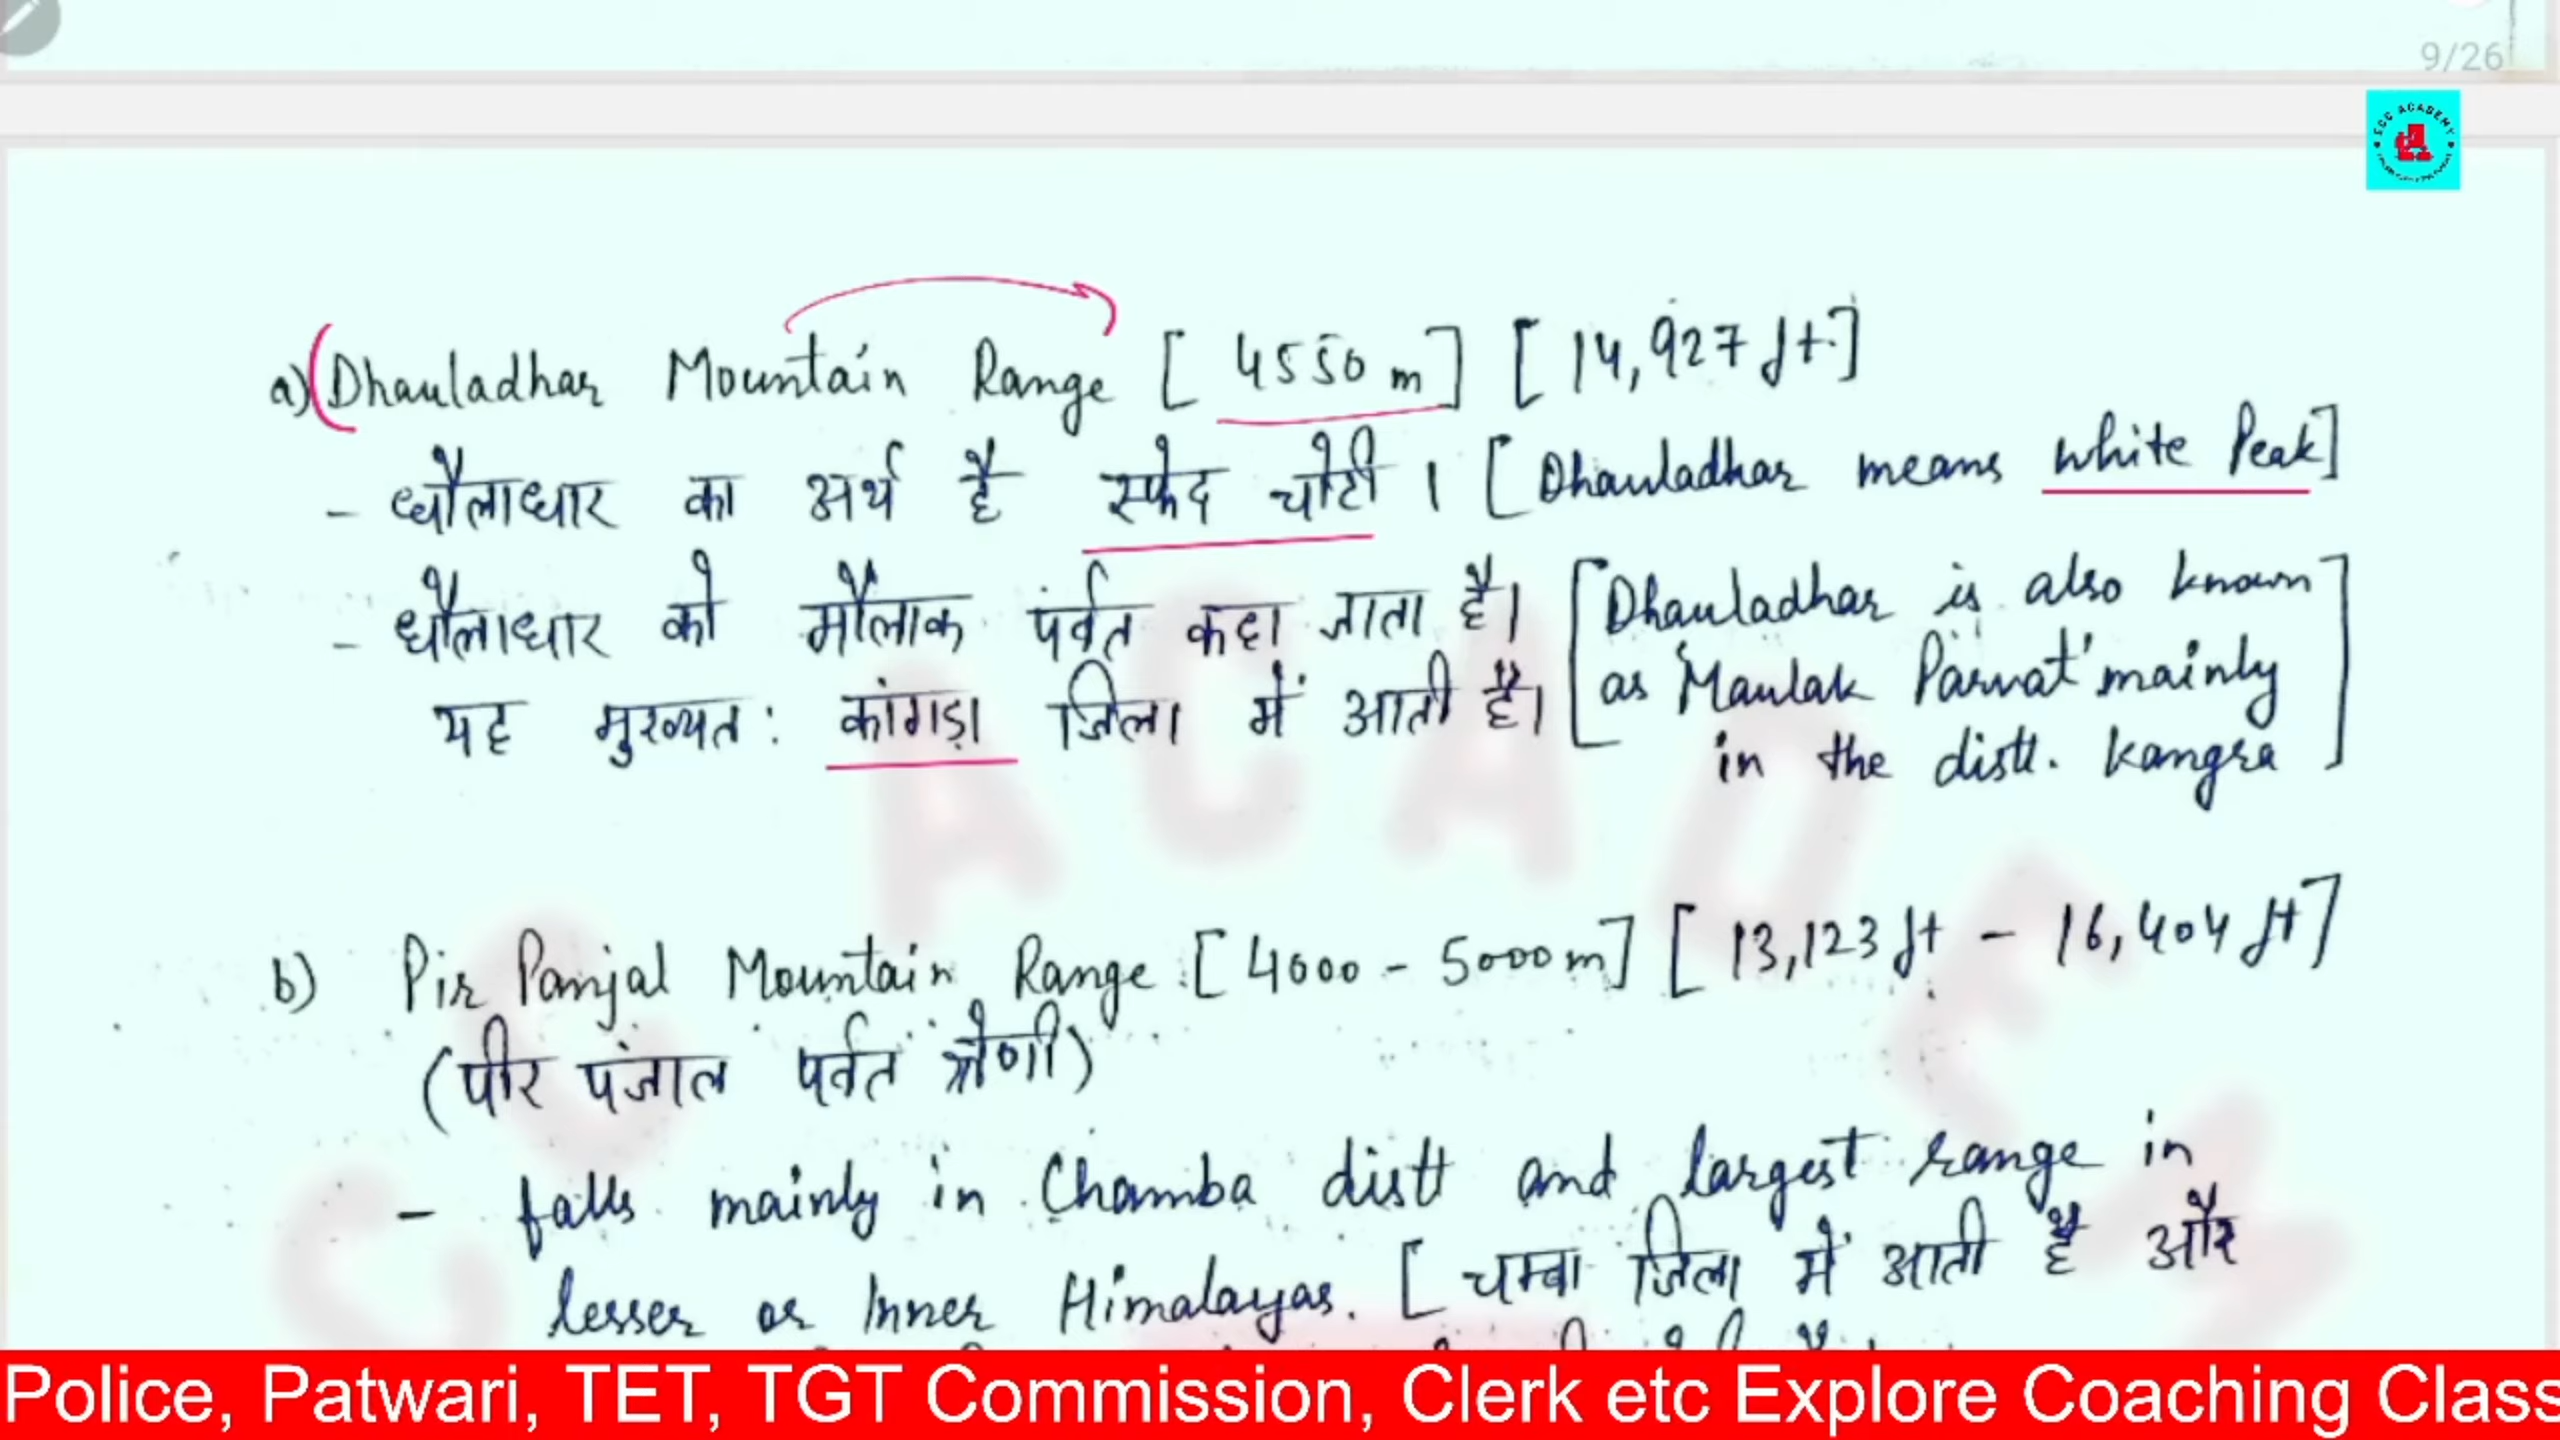 9/26
a) Dhauladhar Mountain Range [ 4550 m ] [ 14,927 ft.]
- धौलाधार का अर्थ है स्फेद चोटी । [ Dhauladhar means white Peak]
- धौलाधार को मौलाक पर्वत कहा जाता है। [Dhauladhar is also known
यह मुख्यत: कांगड़ा जिला में आती है। as 'Maulak Parvat' mainly
in the distt. Kangra ]
b) Pir Panjal Mountain Range [ 4000 - 5000 m] [ 13,123 ft - 16,404 ft ]
(पीर पंजाल पर्वत श्रेणी)
- falls mainly in Chamba distt and largest range in
lesser or Inner Himalayas. [ चम्बा जिला में आती है और
Police, Patwari, TET, TGT Commission, Clerk etc Explore Coaching Class